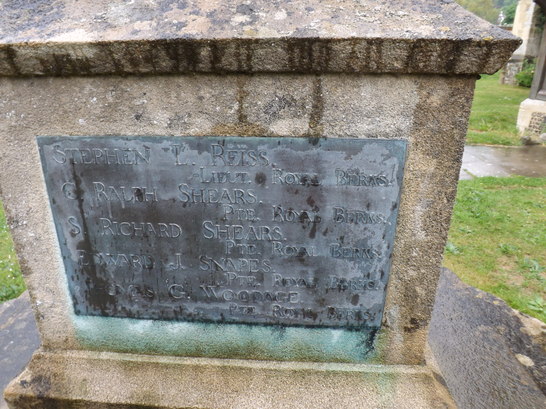 STEPHEN L. REISS.
LIEUT. ROYAL BERKS.
C. RALPH SHEARS.
PTE. ROYAL BERKS.
S. RICHARD SHEARS.
PTE. ROYAL BERKS.
EDWARD J. SNAPES.
PTE. ROYAL BERKS.
G. WOODAGE.
PTE. ROYAL BERKS.